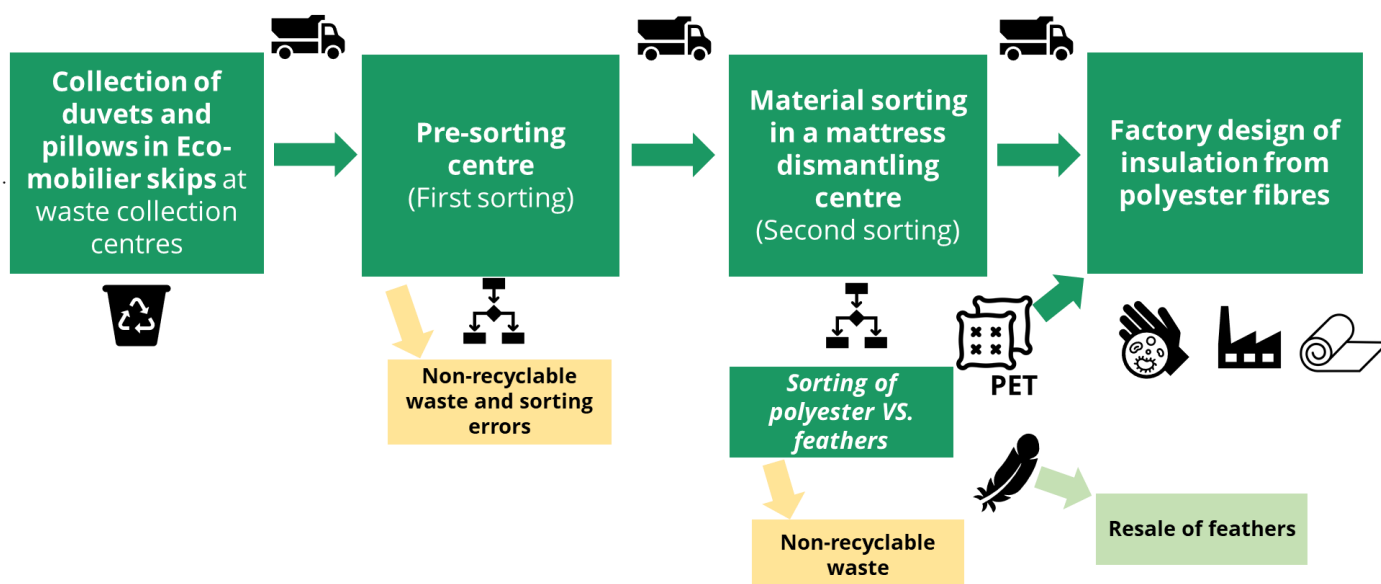 Collection of
duvets and
pillows in Eco-
mobilier skips at
waste collection
centres
Pre-sorting
centre
(First sorting)
Material sorting
in a mattress
dismantling
centre
(Second sorting)
Factory design of
insulation from
polyester fibres
Non-recyclable
waste and sorting
errors
Sorting of
polyester VS.
feathers
PET
Non-recyclable
waste
Resale of feathers